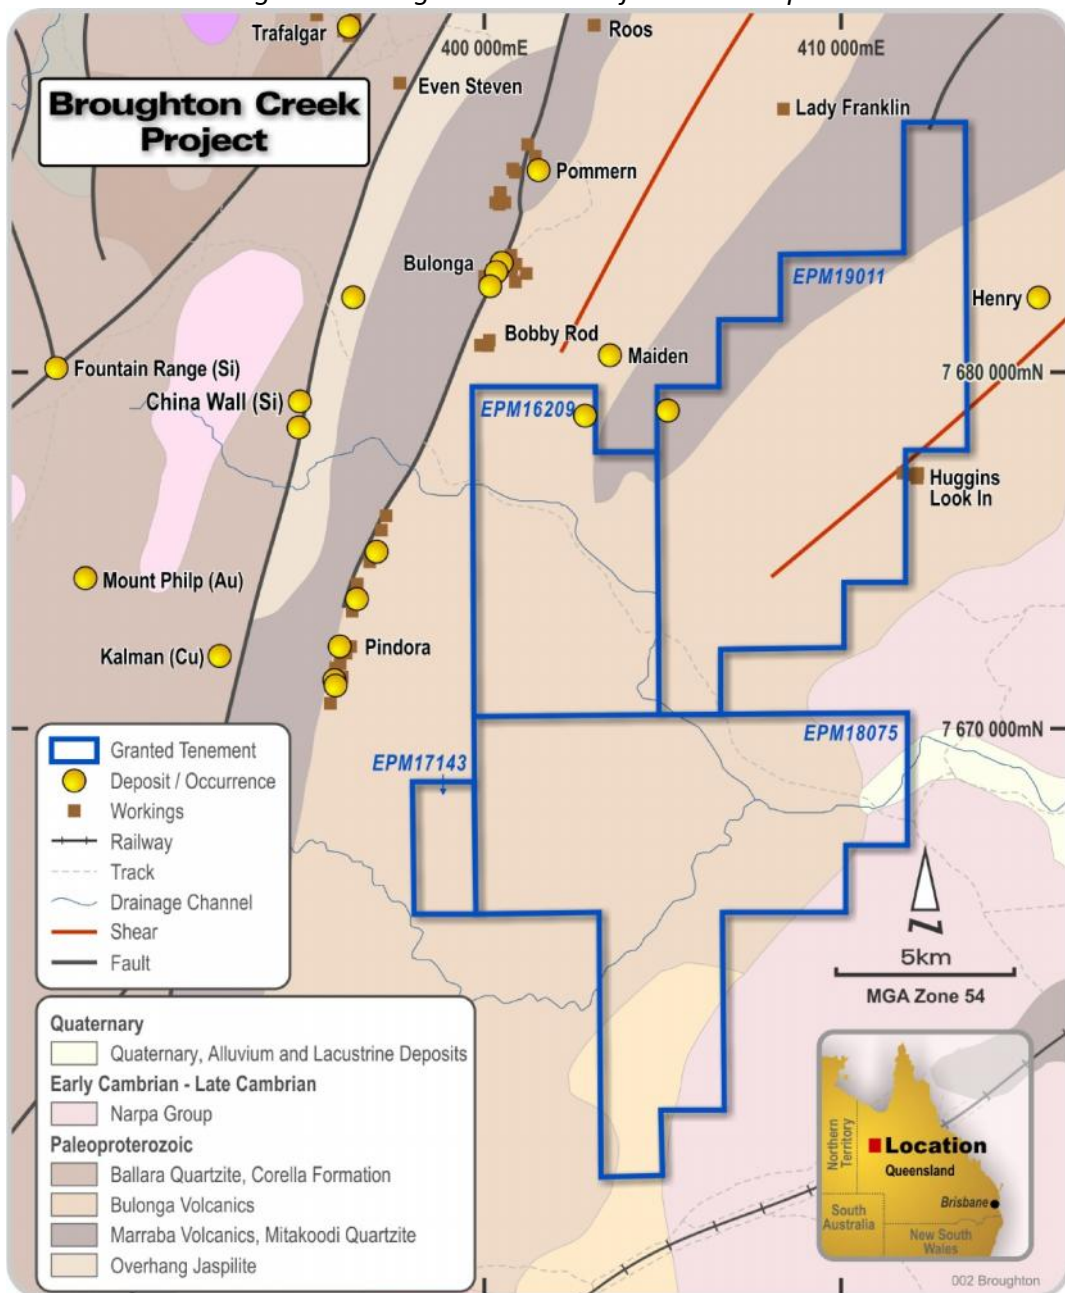 Trafalgar
400 000mE
Roos
410 000mE
Even Steven
Lady Franklin
Broughton Creek
Project
Pommern
Bulonga
EPM19011
Henry
Bobby Rod
Maiden
Fountain Range (Si)
7 680 000mN
China Wall (Si)
EPM16209
Huggins
Look In
Mount Philp (Au)
Kalman (Cu)
Pindora
7 670 000mN
EPM18075
EPM17143
Granted Tenement
Deposit / Occurrence
Workings
Railway
Track
Drainage Channel
Shear
Fault
N
5km
MGA Zone 54
Quaternary
Quaternary, Alluvium and Lacustrine Deposits
Early Cambrian - Late Cambrian
Narpa Group
Paleoproterozoic
Ballara Quartzite, Corella Formation
Bulonga Volcanics
Marraba Volcanics, Mitakoodi Quartzite
Overhang Jaspilite
Northern
Territory
Location
Queensland
Brisbane
South
Australia
New South
Wales
002 Broughton